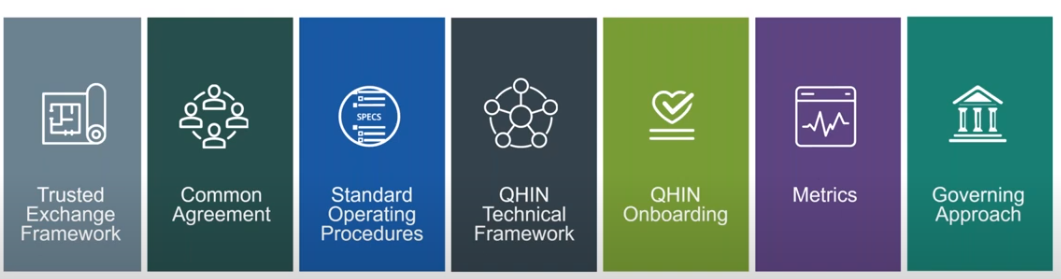 SPECS
Trusted
Exchange
Framework
Common
Agreement
Standard
Operating
Procedures
QHIN
Technical
Framework
QHIN
Onboarding
Metrics
Governing
Approach